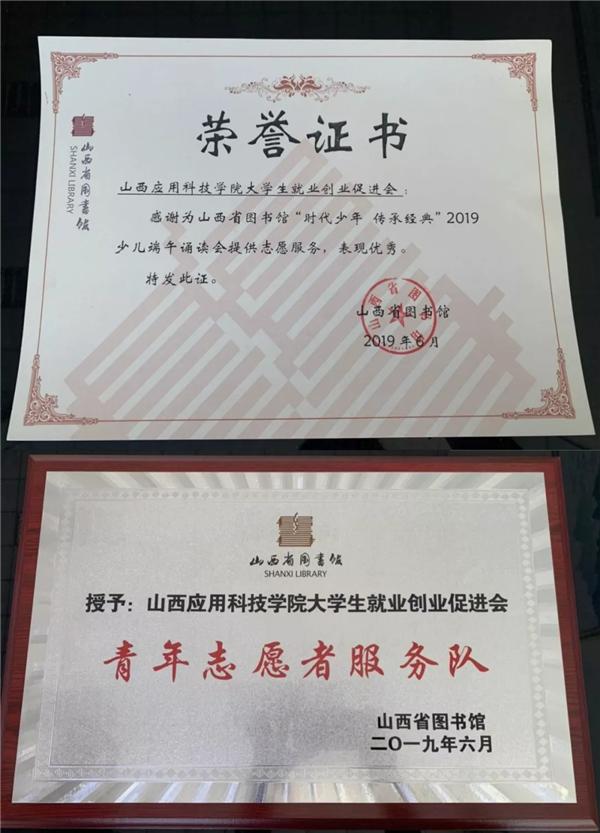 荣誉证书
山西省图书馆
SHANXI LIBRARY
山西应用科技学院大学生就业创业促进会：
感谢为山西省图书馆“时代少年 传承经典”2019
少儿端午诵读会提供志愿服务，表现优秀。
特发此证。
山西省图书馆
山西省图书馆
2019年6月
山西省图书馆
SHANXI LIBRARY
授予：山西应用科技学院大学生就业创业促进会
青年志愿者服务队
山西省图书馆
二〇一九年六月